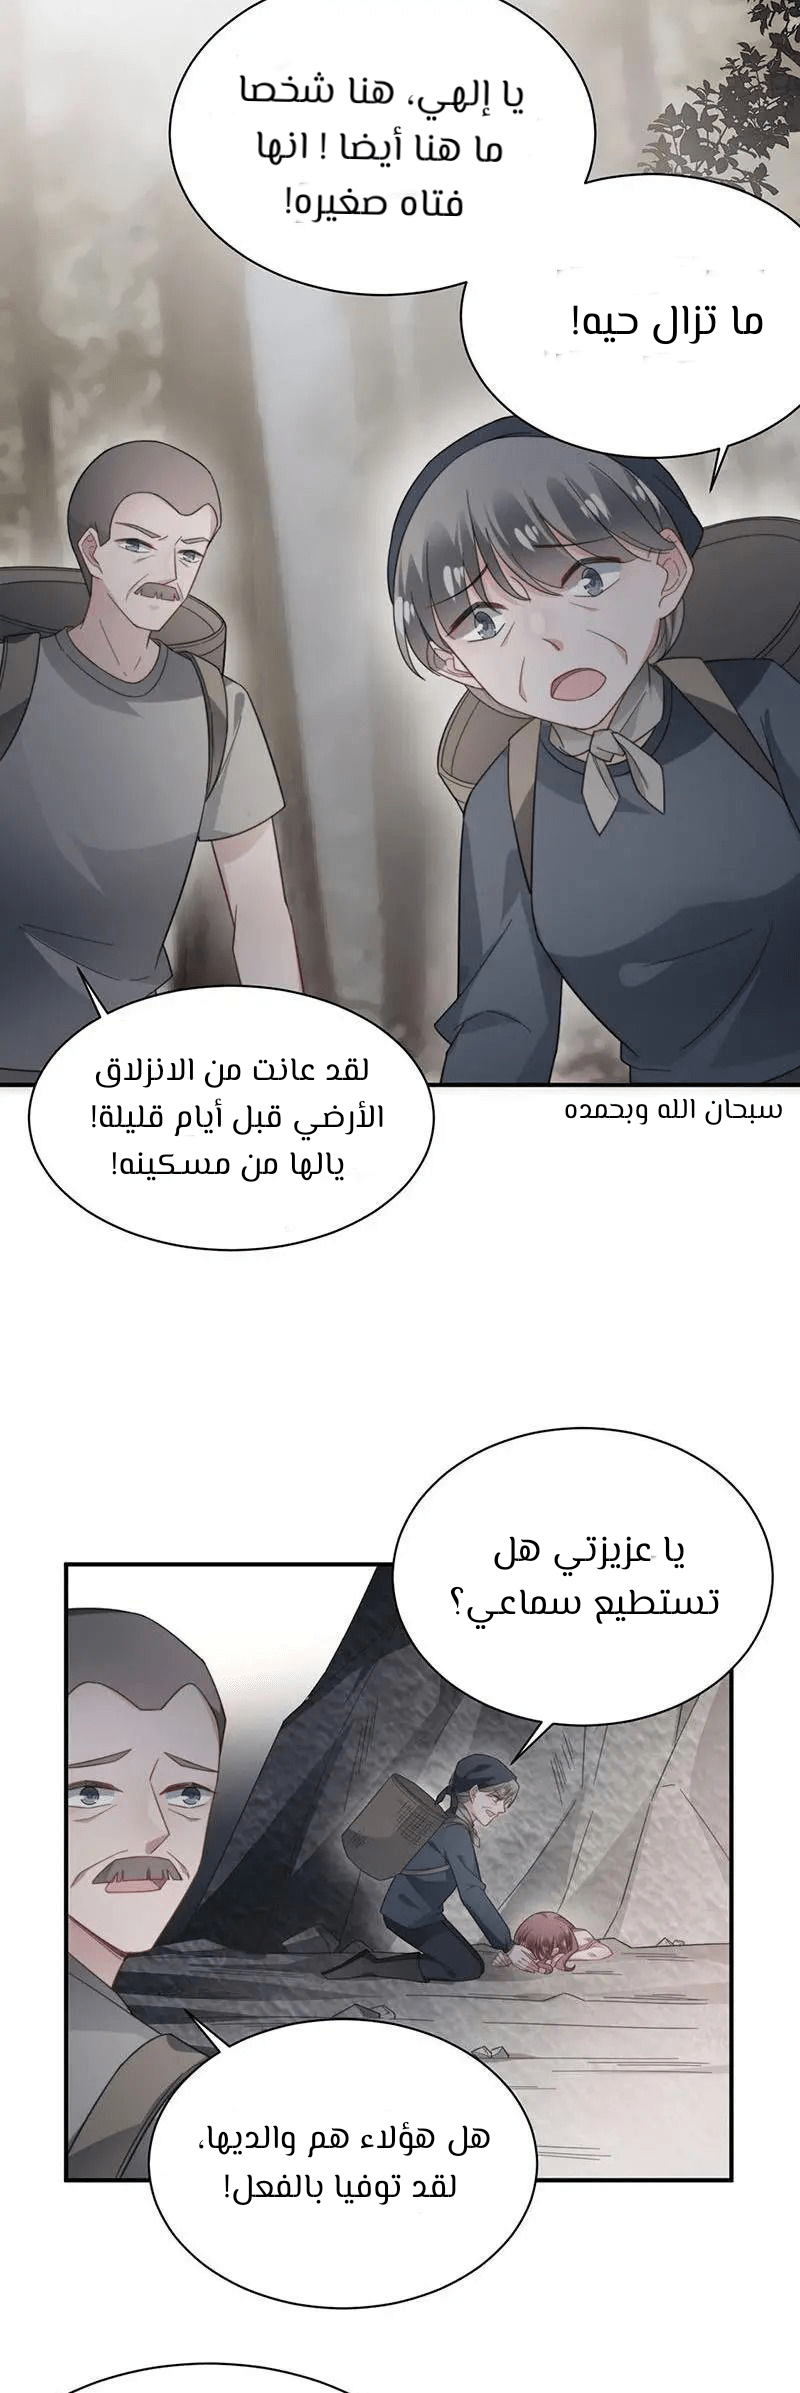 يا إلهي، هنا شخصا
ما هنا أيضا ! انها
فتاه صغيره!
ما تزال حيه!
لقد عانت من الانزلاق
الأرضي قبل أيام قليلة!
يالها من مسكينه!
سبحان الله وبحمده
يا عزيزتي هل
تستطيع سماعي؟
هل هؤلاء هم والديها،
لقد توفيا بالفعل!